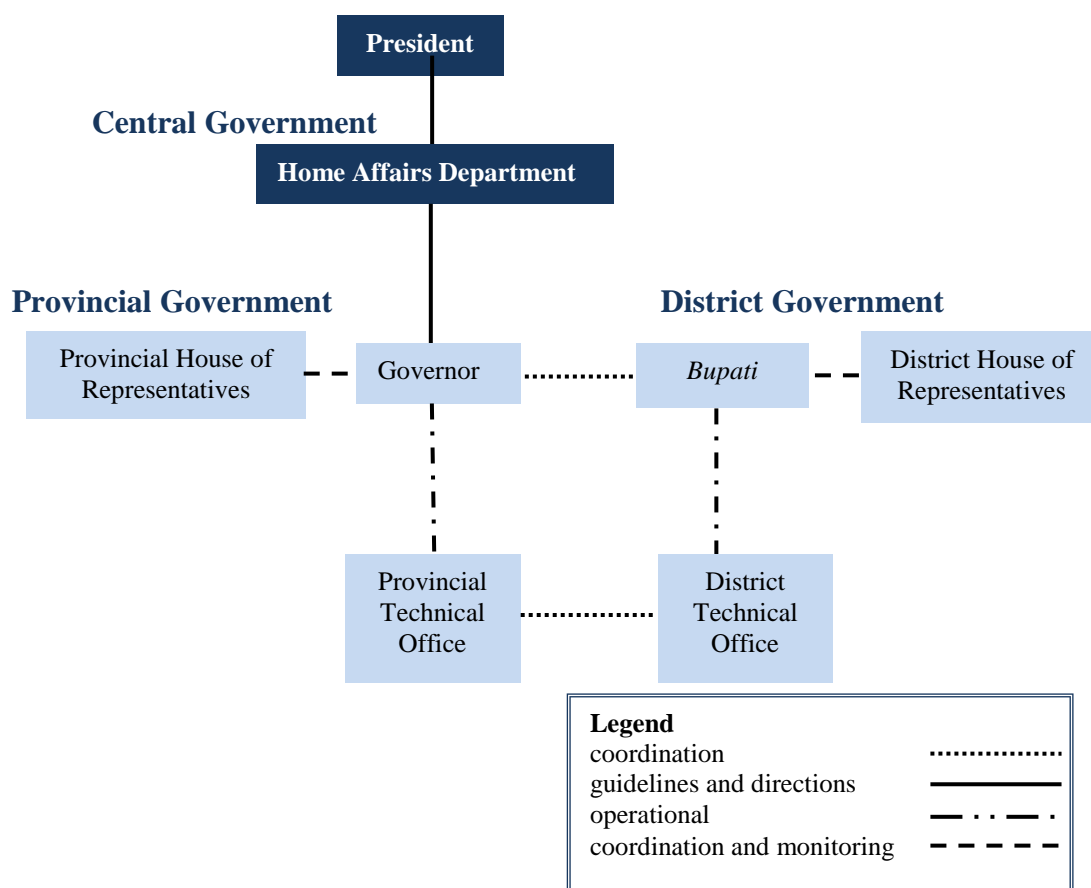 President
Central Government
Home Affairs Department
Provincial Government
District Government
Provincial House of
Representatives
Governor
Bupati
District House of
Representatives
Provincial
Technical
Office
District
Technical
Office
Legend
coordination
guidelines and directions
operational
coordination and monitoring